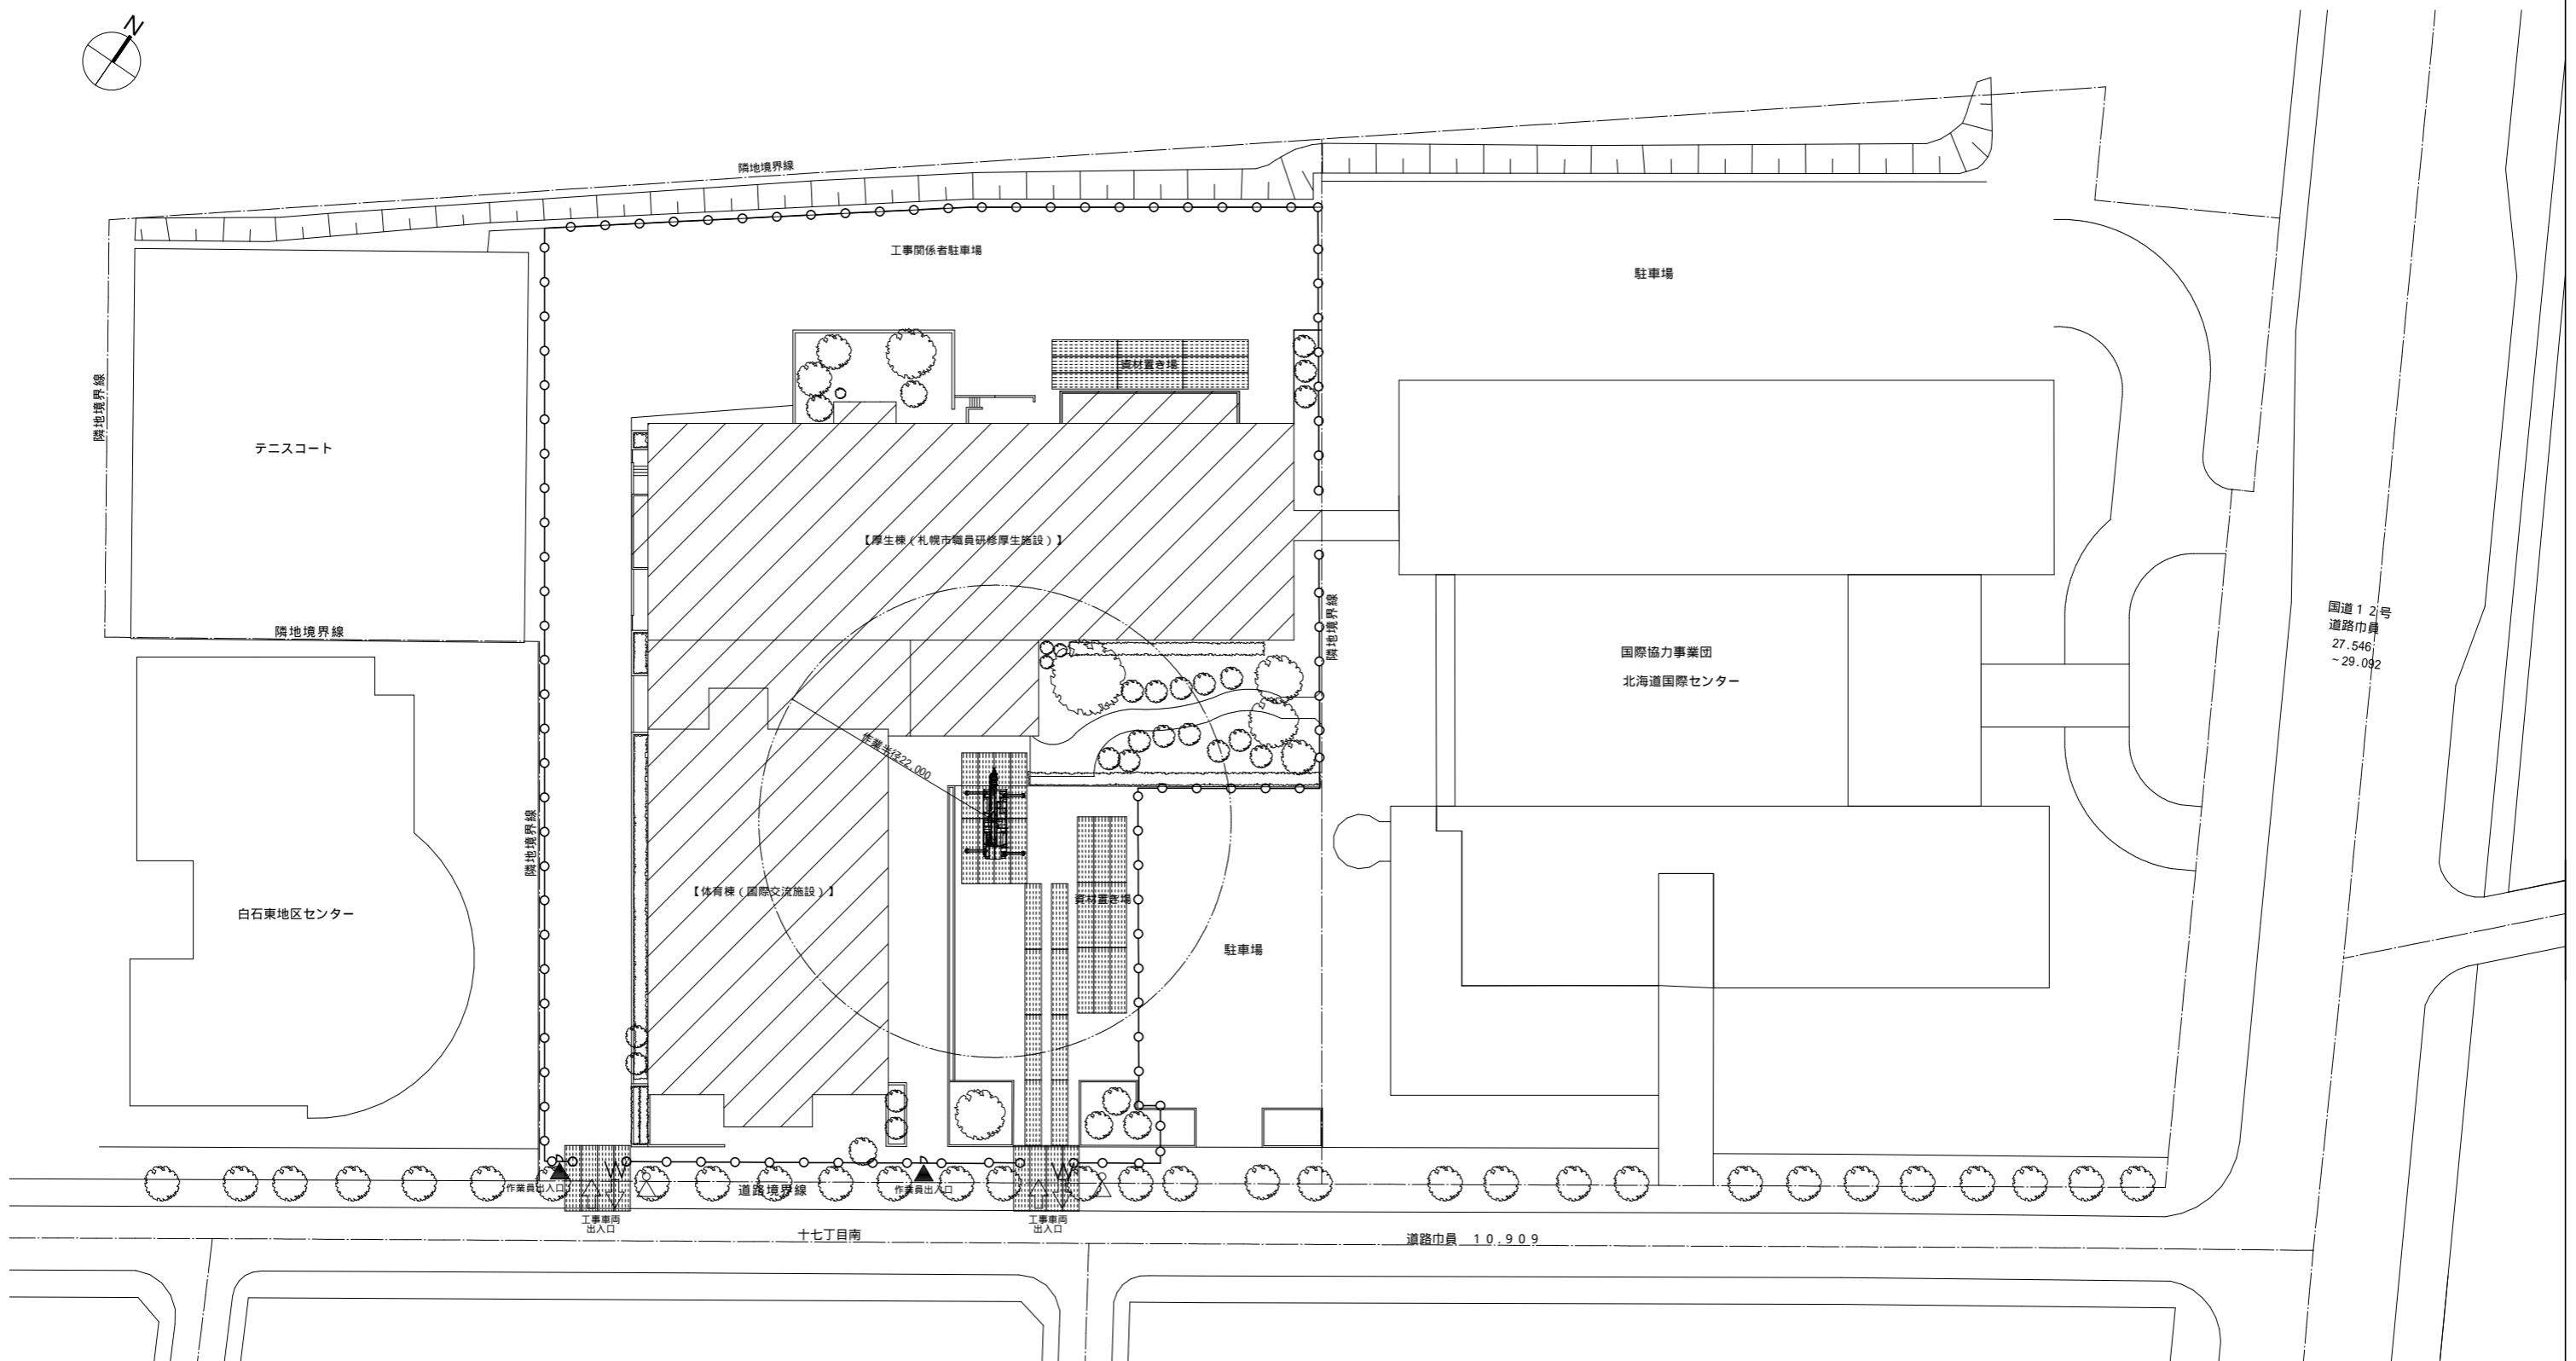 N
隣地境界線
工事関係者駐車場
駐車場
資材置き場
隣地境界線
テニスコート
【厚生棟（札幌市職員研修厚生施設）】
隣地境界線
国道12号
道路巾員
27.546
~29.092
隣地境界線
国際協力事業団
北海道国際センター
作業半径22,000
隣地境界線
【体育棟（国際交流施設）】
資材置き場
白石東地区センター
駐車場
作業員出入口
道路境界線
作業員出入口
工事車両
出入口
工事車両
出入口
十七丁目南
道路巾員 10.909